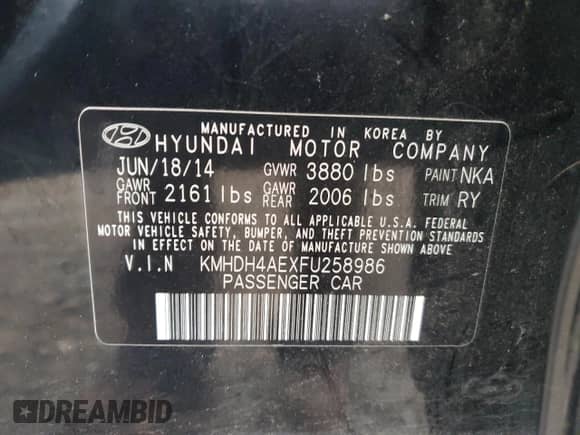 MANUFACTURED IN KOREA BY
HYUNDAI MOTOR COMPANY
JUN/18/14 GVWR 3880 lbs PAINT NKA
GAWR FRONT 2161 lbs GAWR REAR 2006 lbs TRIM RY
THIS VEHICLE CONFORMS TO ALL APPLICABLE U.S.A. FEDERAL
MOTOR VEHICLE SAFETY, BUMPER, AND THEFT PREVENTION STANDARDS
IN EFFECT ON THE DATE OF MANUFACTURE SHOWN ABOVE.
V.I.N KMHDH4AEXFU258986
PASSENGER CAR
DREAMBID